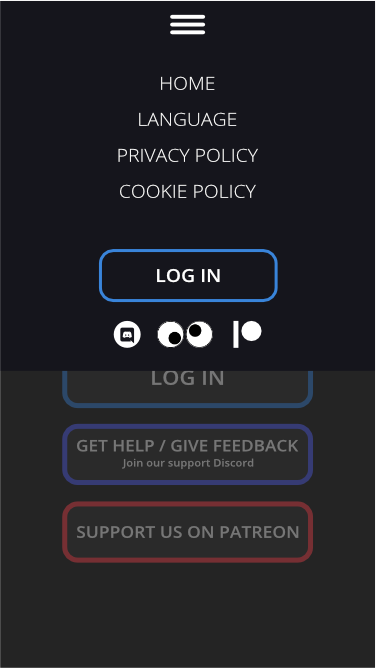 HOME
LANGUAGE
PRIVACY POLICY
COOKIE POLICY
LOG IN
LOG IN
GET HELP / GIVE FEEDBACK
Join our support Discord
SUPPORT US ON PATREON